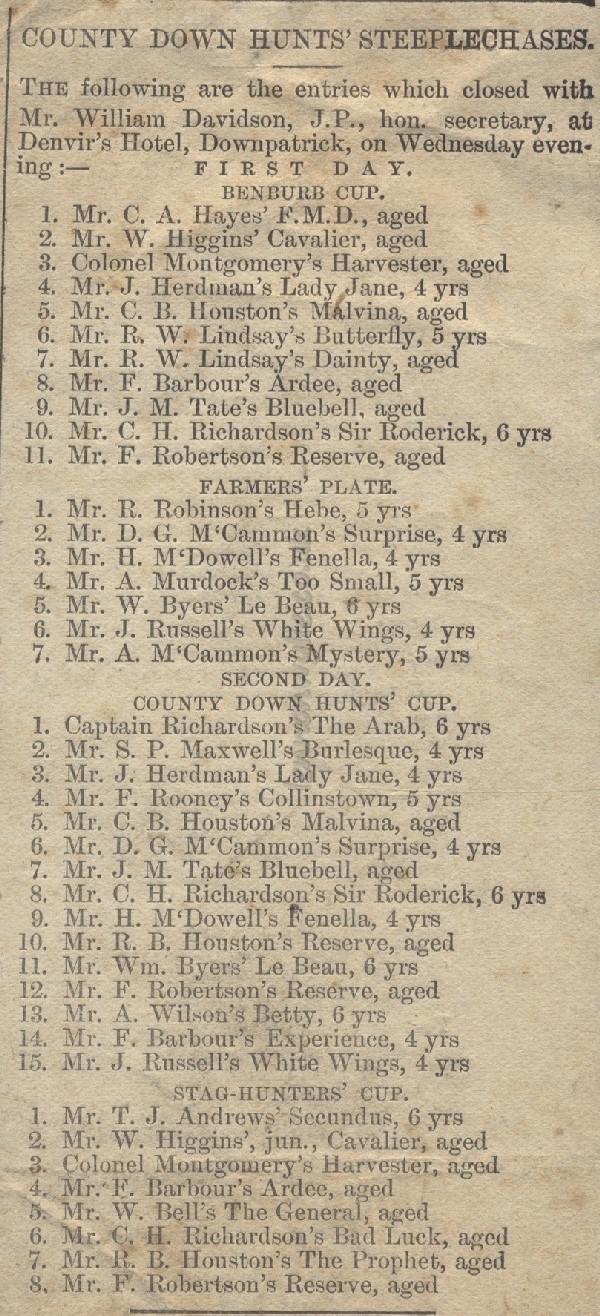 COUNTY DOWN HUNTS' STEEPLECHASES.
THE following are the entries which closed with
Mr. William Davidson, J.P., hon. secretary, at
Denvir's Hotel, Downpatrick, on Wednesday even-
ing :— FIRST DAY.
BENBURB CUP.
1. Mr. C. A. Hayes' F.M.D., aged
2. Mr. W. Higgins' Cavalier, aged
3. Colonel Montgomery's Harvester, aged
4. Mr. J. Herdman's Lady Jane, 4 yrs
5. Mr. C. B. Houston's Malvina, aged
6. Mr. R. W. Lindsay's Butterfly, 5 yrs
7. Mr. R. W. Lindsay's Dainty, aged
8. Mr. F. Barbour's Ardee, aged
9. Mr. J. M. Tate's Bluebell, aged
10. Mr. C. H. Richardson's Sir Roderick, 6 yrs
11. Mr. F. Robertson's Reserve, aged
FARMERS' PLATE.
1. Mr. R. Robinson's Hebe, 5 yrs
2. Mr. D. G. M'Cammon's Surprise, 4 yrs
3. Mr. H. M'Dowell's Fenella, 4 yrs
4. Mr. A. Murdock's Too Small, 5 yrs
5. Mr. W. Byers' Le Beau, 6 yrs
6. Mr. J. Russell's White Wings, 4 yrs
7. Mr. A. M'Cammon's Mystery, 5 yrs
SECOND DAY.
COUNTY DOWN HUNTS' CUP.
1. Captain Richardson's The Arab, 6 yrs
2. Mr. S. P. Maxwell's Burlesque, 4 yrs
3. Mr. J. Herdman's Lady Jane, 4 yrs
4. Mr. F. Rooney's Collinstown, 5 yrs
5. Mr. C. B. Houston's Malvina, aged
6. Mr. D. G. M'Cammon's Surprise, 4 yrs
7. Mr. J. M. Tate's Bluebell, aged
8. Mr. C. H. Richardson's Sir Roderick, 6 yrs
9. Mr. H. M'Dowell's Fenella, 4 yrs
10. Mr. R. B. Houston's Reserve, aged
11. Mr. Wm. Byers' Le Beau, 6 yrs
12. Mr. F. Robertson's Reserve, aged
13. Mr. A. Wilson's Betty, 6 yrs
14. Mr. F. Barbour's Experience, 4 yrs
15. Mr. J. Russell's White Wings, 4 yrs
STAG-HUNTERS' CUP.
1. Mr. T. J. Andrews' Secundus, 6 yrs
2. Mr. W. Higgins', jun., Cavalier, aged
3. Colonel Montgomery's Harvester, aged
4. Mr. F. Barbour's Ardee, aged
5. Mr. W. Bell's The General, aged
6. Mr. C. H. Richardson's Bad Luck, aged
7. Mr. R. B. Houston's The Prophet, aged
8. Mr. F. Robertson's Reserve, aged